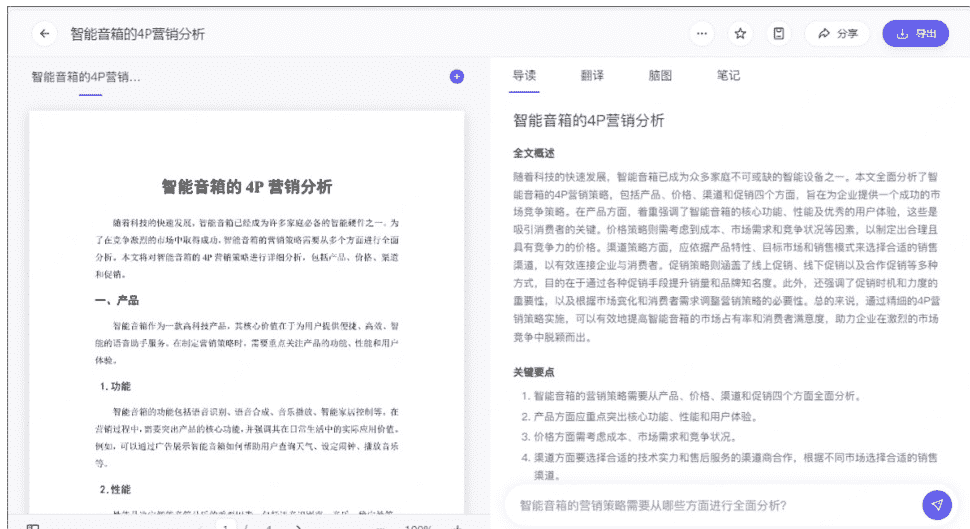 智能音箱的4P营销分析
分享
导出
智能音箱的4P营销…
智能音箱的 4P 营销分析
随着科技的快速发展，智能音箱已经成为许多家庭必备的智能硬件之一。为
了在竞争激烈的市场中取得成功，智能音箱的营销策略需要从多个方面进行全面
分析。本文将对智能音箱的 4P 营销策略进行详细分析，包括产品、价格、渠道
和促销。
一、产品
智能音箱作为一款高科技产品，其核心价值在于为用户提供便捷、高效、智
能的语音助手服务。在制定营销策略时，需要重点关注产品的功能、性能和用户
体验。
1. 功能
智能音箱的功能包括语音识别、语音合成、音乐播放、智能家居控制等。在
营销过程中，需要突出产品的核心功能，并强调其在日常生活中的实际应用价值。
例如，可以通过广告展示智能音箱如何帮助用户查询天气、设定闹钟、播放音乐
等。
2. 性能
1 / 4
100%
导读
翻译
脑图
笔记
智能音箱的4P营销分析
全文概述
随着科技的快速发展，智能音箱已成为众多家庭不可或缺的智能设备之一。本文全面分析了智
能音箱的4P营销策略，包括产品、价格、渠道和促销四个方面，旨在为企业提供一个成功的市
场竞争策略。在产品方面，着重强调了智能音箱的核心功能、性能及优秀的用户体验，这些是
吸引消费者的关键。价格策略则需考虑到成本、市场需求和竞争状况等因素，以制定出合理且
具有竞争力的价格。渠道策略方面，应依据产品特性、目标市场和销售模式来选择合适的销售
渠道，以有效连接企业与消费者。促销策略则涵盖了线上促销、线下促销以及合作促销等多种
方式，目的在于通过各种促销手段提升销量和品牌知名度。此外，还强调了促销时机和力度的
重要性，以及根据市场变化和消费者需求调整营销策略的必要性。总的来说，通过精细的4P营
销策略实施，可以有效地提高智能音箱的市场占有率和消费者满意度，助力企业在激烈的市场
竞争中脱颖而出。
关键要点
1. 智能音箱的营销策略需要从产品、价格、渠道和促销四个方面全面分析。
2. 产品方面应重点突出核心功能、性能和用户体验。
3. 价格方面需考虑成本、市场需求和竞争状况。
4. 渠道方面要选择合适的技术实力和售后服务的渠道商合作，根据不同市场选择合适的销售
渠道。
智能音箱的营销策略需要从哪些方面进行全面分析?